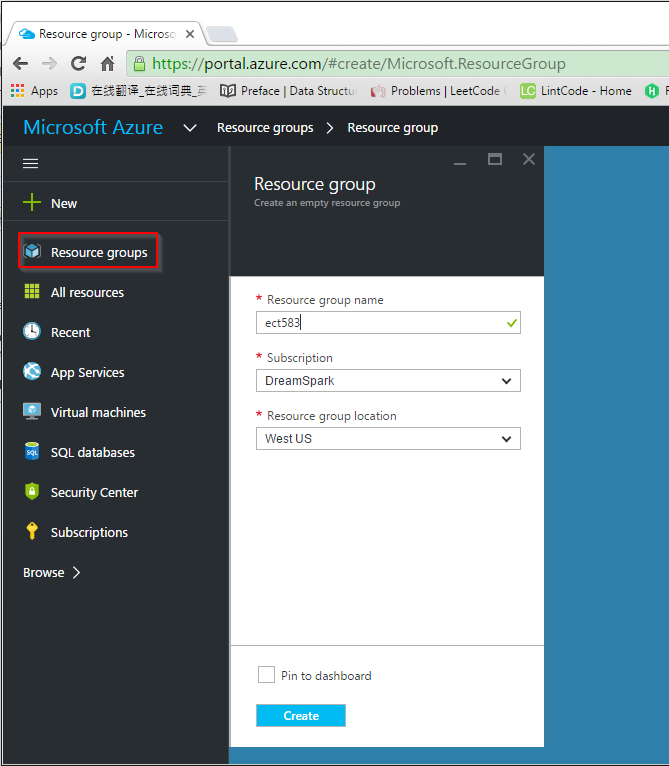 Resource group - Microso
https://portal.azure.com/#create/Microsoft.ResourceGroup
Apps 在线翻译_在线词典_英 Preface | Data Structu Problems | LeetCode LC LintCode - Home
Microsoft Azure Resource groups > Resource group
Resource group
Create an empty resource group
New
Resource groups
All resources
Recent
App Services
Virtual machines
SQL databases
Security Center
Subscriptions
Browse >
* Resource group name
ect583
* Subscription
DreamSpark
* Resource group location
West US
Pin to dashboard
Create